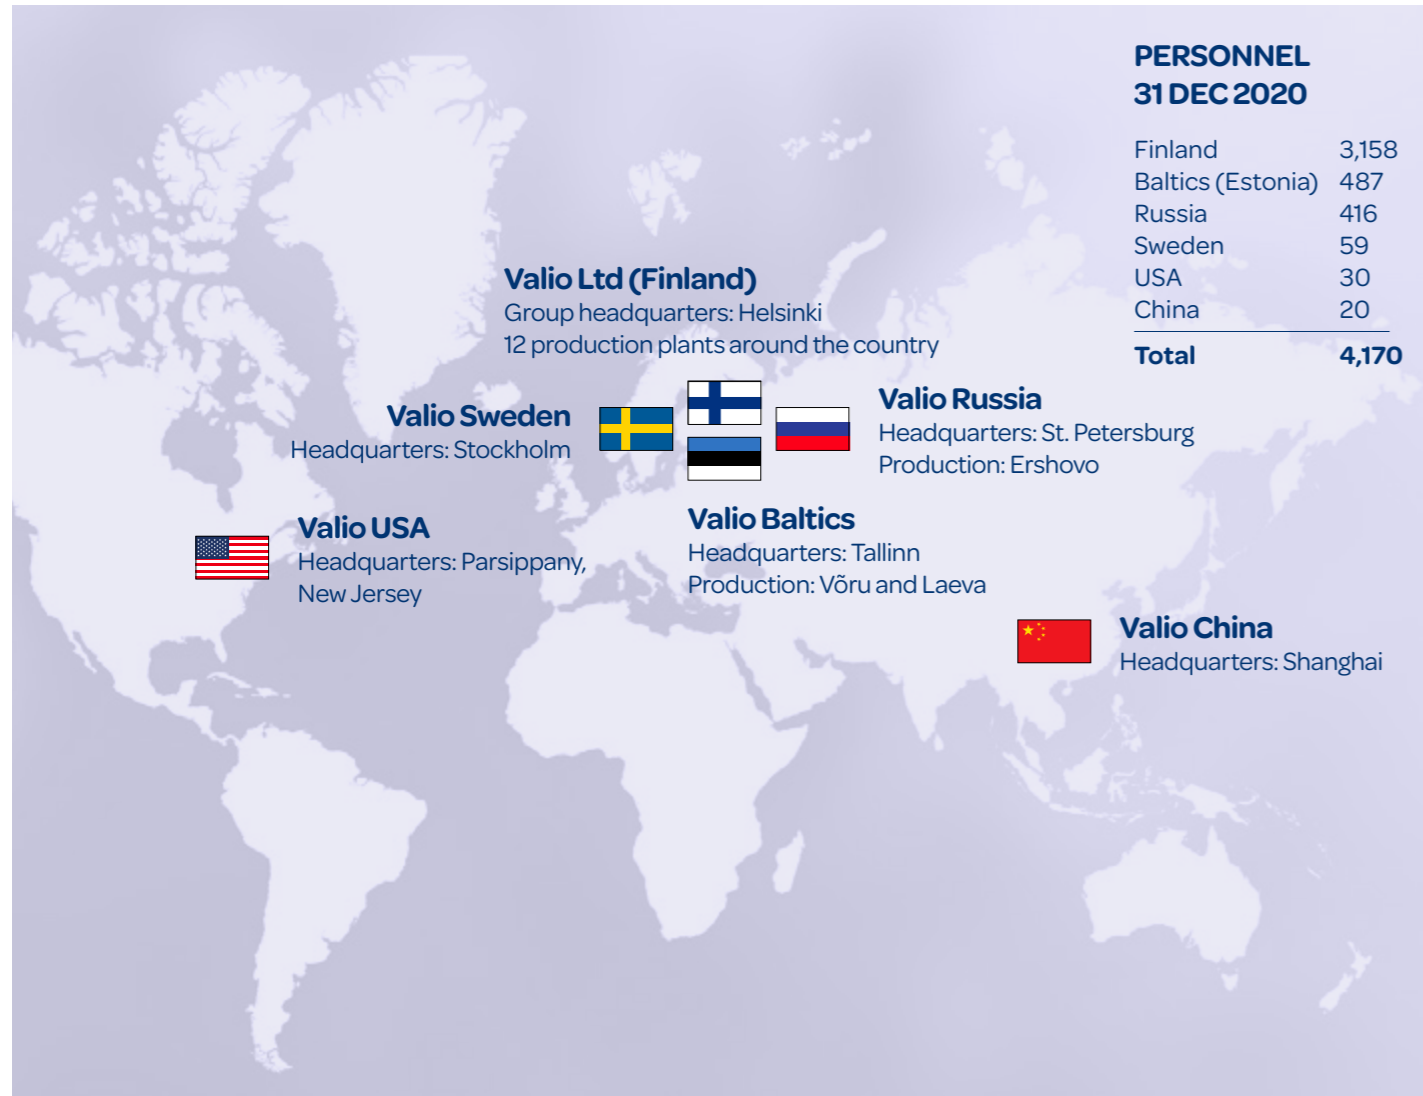 PERSONNEL
31 DEC 2020
Finland 3,158
Baltics (Estonia) 487
Russia 416
Sweden 59
USA 30
China 20
Total 4,170
Valio Ltd (Finland)
Group headquarters: Helsinki
12 production plants around the country
Valio Sweden
Headquarters: Stockholm
Valio Russia
Headquarters: St. Petersburg
Production: Ershovo
Valio USA
Headquarters: Parsippany,
New Jersey
Valio Baltics
Headquarters: Tallinn
Production: Võru and Laeva
Valio China
Headquarters: Shanghai